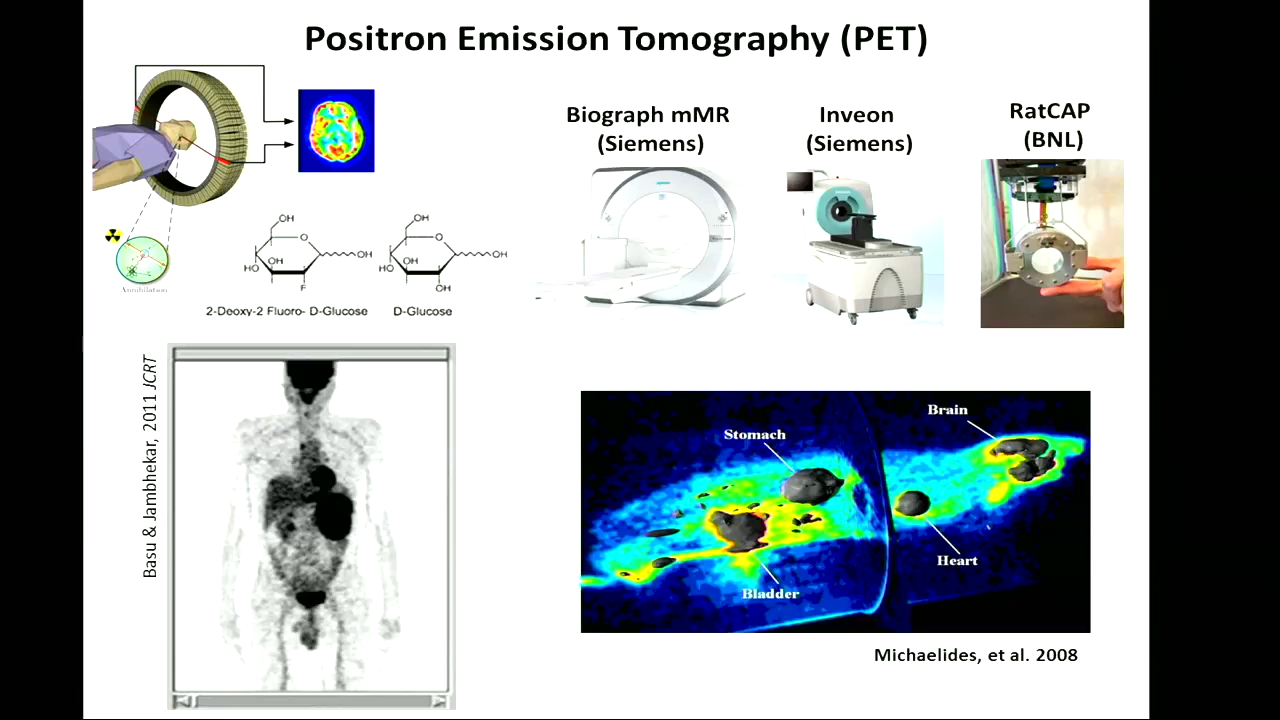 Positron Emission Tomography (PET)
Biograph mMR
(Siemens)
Inveon
(Siemens)
RatCAP
(BNL)
Annihilation
OH
O
OH
HO
OH
F
2-Deoxy-2 Fluoro- D-Glucose
OH
O
OH
HO
OH
OH
D-Glucose
Basu & Jambhekar, 2011 JCRT
Stomach
Brain
Heart
Bladder
Michaelides, et al. 2008